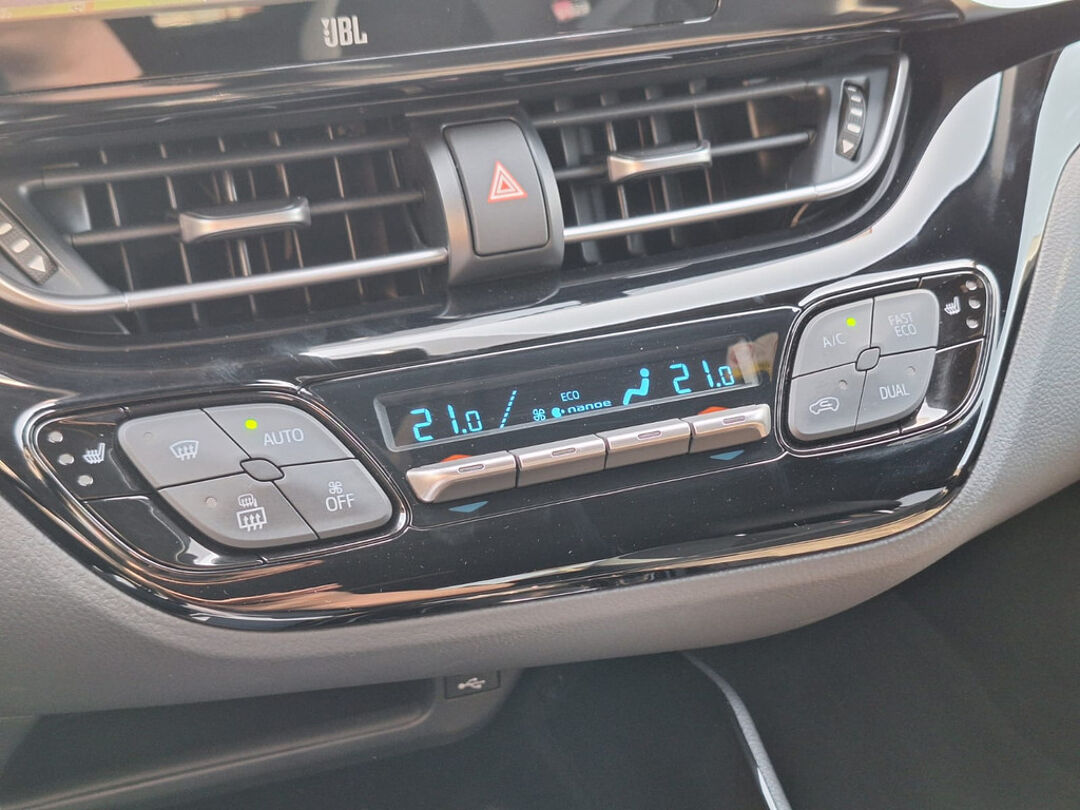 JBL
A/C
FAST
ECO
21.0
ECO
nanoe
21.0
DUAL
AUTO
OFF